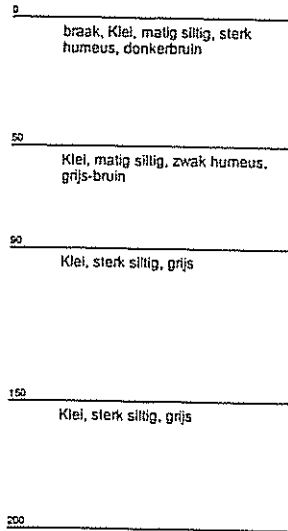 0
braak, Klei, matig siltig, sterk
humeus, donkerbruin
50
Klei, matig siltig, zwak humeus,
grijs-bruin
90
Klei, sterk siltig, grijs
150
Klei, sterk siltig, grijs
200